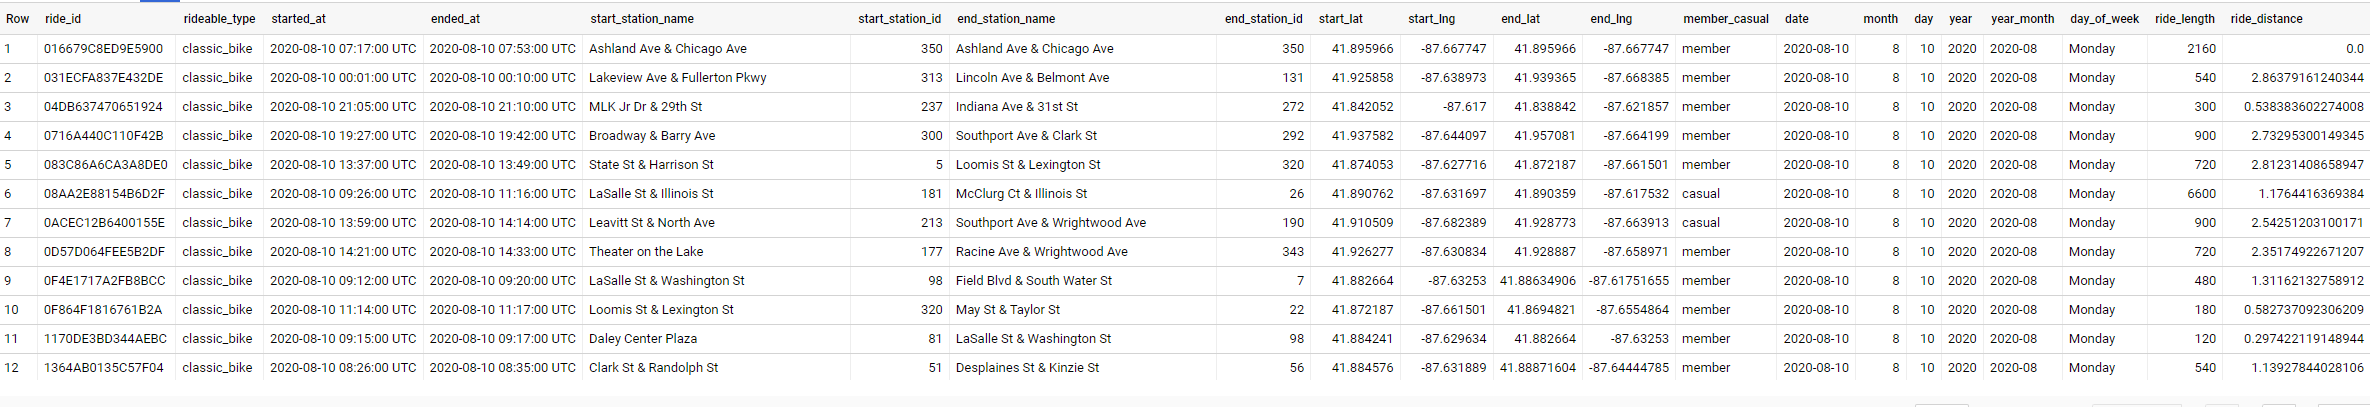 Row ride_id rideable_type started_at ended_at start_station_name start_station_id end_station_name end_station_id start_lat start_lng end_lat end_lng member_casual date month day year year_month day_of_week ride_length ride_distance
1 016679C8ED9E5900 classic_bike 2020-08-10 07:17:00 UTC 2020-08-10 07:53:00 UTC Ashland Ave & Chicago Ave 350 Ashland Ave & Chicago Ave 350 41.895966 -87.667747 41.895966 -87.667747 member 2020-08-10 8 10 2020 2020-08 Monday 2160 0.0
2 031ECFA837E432DE classic_bike 2020-08-10 00:01:00 UTC 2020-08-10 00:10:00 UTC Lakeview Ave & Fullerton Pkwy 313 Lincoln Ave & Belmont Ave 131 41.925858 -87.638973 41.939365 -87.668385 member 2020-08-10 8 10 2020 2020-08 Monday 540 2.86379161240344
3 04DB637470651924 classic_bike 2020-08-10 21:05:00 UTC 2020-08-10 21:10:00 UTC MLK Jr Dr & 29th St 237 Indiana Ave & 31st St 272 41.842052 -87.617 41.838842 -87.621857 member 2020-08-10 8 10 2020 2020-08 Monday 300 0.538383602274008
4 0716A440C110F42B classic_bike 2020-08-10 19:27:00 UTC 2020-08-10 19:42:00 UTC Broadway & Barry Ave 300 Southport Ave & Clark St 292 41.937582 -87.644097 41.957081 -87.664199 member 2020-08-10 8 10 2020 2020-08 Monday 900 2.73295300149345
5 083C86A6CA3A8DE0 classic_bike 2020-08-10 13:37:00 UTC 2020-08-10 13:49:00 UTC State St & Harrison St 5 Loomis St & Lexington St 320 41.874053 -87.627716 41.872187 -87.661501 member 2020-08-10 8 10 2020 2020-08 Monday 720 2.81231408658947
6 08AA2E88154B6D2F classic_bike 2020-08-10 09:26:00 UTC 2020-08-10 11:16:00 UTC LaSalle St & Illinois St 181 McClurg Ct & Illinois St 26 41.890762 -87.631697 41.890359 -87.617532 casual 2020-08-10 8 10 2020 2020-08 Monday 6600 1.1764416369384
7 0ACEC12B6400155E classic_bike 2020-08-10 13:59:00 UTC 2020-08-10 14:14:00 UTC Leavitt St & North Ave 213 Southport Ave & Wrightwood Ave 190 41.910509 -87.682389 41.928773 -87.663913 casual 2020-08-10 8 10 2020 2020-08 Monday 900 2.54251203100171
8 0D57D064FEE5B2DF classic_bike 2020-08-10 14:21:00 UTC 2020-08-10 14:33:00 UTC Theater on the Lake 177 Racine Ave & Wrightwood Ave 343 41.926277 -87.630834 41.928887 -87.658971 member 2020-08-10 8 10 2020 2020-08 Monday 720 2.35174922671207
9 0F4E1717A2FB8BCC classic_bike 2020-08-10 09:12:00 UTC 2020-08-10 09:20:00 UTC LaSalle St & Washington St 98 Field Blvd & South Water St 7 41.882664 -87.63253 41.88634906 -87.61751655 member 2020-08-10 8 10 2020 2020-08 Monday 480 1.31162132758912
10 0F864F1816761B2A classic_bike 2020-08-10 11:14:00 UTC 2020-08-10 11:17:00 UTC Loomis St & Lexington St 320 May St & Taylor St 22 41.872187 -87.661501 41.8694821 -87.6554864 member 2020-08-10 8 10 2020 2020-08 Monday 180 0.582737092306209
11 1170DE3BD344AEBC classic_bike 2020-08-10 09:15:00 UTC 2020-08-10 09:17:00 UTC Daley Center Plaza 81 LaSalle St & Washington St 98 41.884241 -87.629634 41.882664 -87.63253 member 2020-08-10 8 10 2020 2020-08 Monday 120 0.297422119148944
12 1364AB0135C57F04 classic_bike 2020-08-10 08:26:00 UTC 2020-08-10 08:35:00 UTC Clark St & Randolph St 51 Desplaines St & Kinzie St 56 41.884576 -87.631889 41.88871604 -87.64444785 member 2020-08-10 8 10 2020 2020-08 Monday 540 1.13927844028106